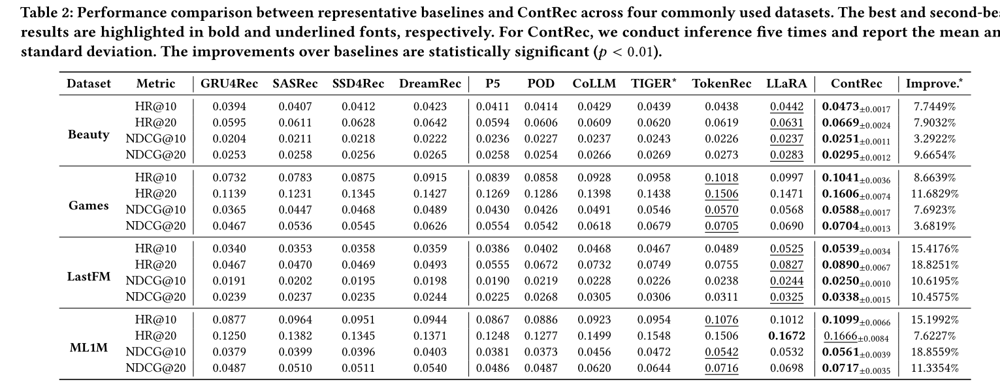 Table 2: Performance comparison between representative baselines and ContRec across four commonly used datasets. The best and second-be
results are highlighted in bold and underlined fonts, respectively. For ContRec, we conduct inference five times and report the mean an
standard deviation. The improvements over baselines are statistically significant (p < 0.01).
Dataset Metric GRU4Rec SASRec SSD4Rec DreamRec P5 POD CoLLM TIGER* TokenRec LLaRA ContRec Improve.*
HR@10 0.0394 0.0407 0.0412 0.0423 0.0411 0.0414 0.0429 0.0439 0.0438 0.0442 0.0473±0.0017 7.7449%
HR@20 0.0595 0.0611 0.0628 0.0642 0.0594 0.0606 0.0609 0.0620 0.0619 0.0631 0.0669±0.0024 7.9032%
Beauty
NDCG@10 0.0204 0.0211 0.0218 0.0222 0.0236 0.0227 0.0237 0.0243 0.0226 0.0237 0.0251±0.0011 3.2922%
NDCG@20 0.0253 0.0258 0.0256 0.0265 0.0258 0.0254 0.0266 0.0269 0.0273 0.0283 0.0295±0.0012 9.6654%
HR@10 0.0732 0.0783 0.0875 0.0915 0.0839 0.0858 0.0928 0.0958 0.1018 0.0997 0.1041±0.0036 8.6639%
HR@20 0.1139 0.1231 0.1345 0.1427 0.1269 0.1286 0.1398 0.1438 0.1506 0.1471 0.1606±0.0074 11.6829%
Games
NDCG@10 0.0365 0.0447 0.0468 0.0489 0.0430 0.0426 0.0491 0.0546 0.0570 0.0568 0.0588±0.0017 7.6923%
NDCG@20 0.0467 0.0536 0.0545 0.0626 0.0554 0.0542 0.0618 0.0679 0.0705 0.0690 0.0704±0.0013 3.6819%
HR@10 0.0340 0.0353 0.0358 0.0359 0.0386 0.0402 0.0468 0.0467 0.0489 0.0525 0.0539±0.0034 15.4176%
HR@20 0.0467 0.0470 0.0469 0.0493 0.0555 0.0672 0.0732 0.0749 0.0755 0.0827 0.0890±0.0067 18.8251%
LastFM
NDCG@10 0.0191 0.0202 0.0195 0.0198 0.0190 0.0219 0.0228 0.0226 0.0238 0.0244 0.0250±0.0010 10.6195%
NDCG@20 0.0239 0.0237 0.0235 0.0244 0.0225 0.0268 0.0305 0.0306 0.0311 0.0325 0.0338±0.0015 10.4575%
HR@10 0.0877 0.0964 0.0951 0.0944 0.0867 0.0886 0.0923 0.0954 0.1076 0.1012 0.1099±0.0066 15.1992%
HR@20 0.1250 0.1382 0.1345 0.1371 0.1248 0.1277 0.1499 0.1548 0.1506 0.1672 0.1666±0.0084 7.6227%
ML1M
NDCG@10 0.0379 0.0399 0.0396 0.0403 0.0381 0.0373 0.0456 0.0472 0.0542 0.0532 0.0561±0.0039 18.8559%
NDCG@20 0.0487 0.0510 0.0511 0.0540 0.0486 0.0487 0.0620 0.0644 0.0716 0.0698 0.0717±0.0035 11.3354%